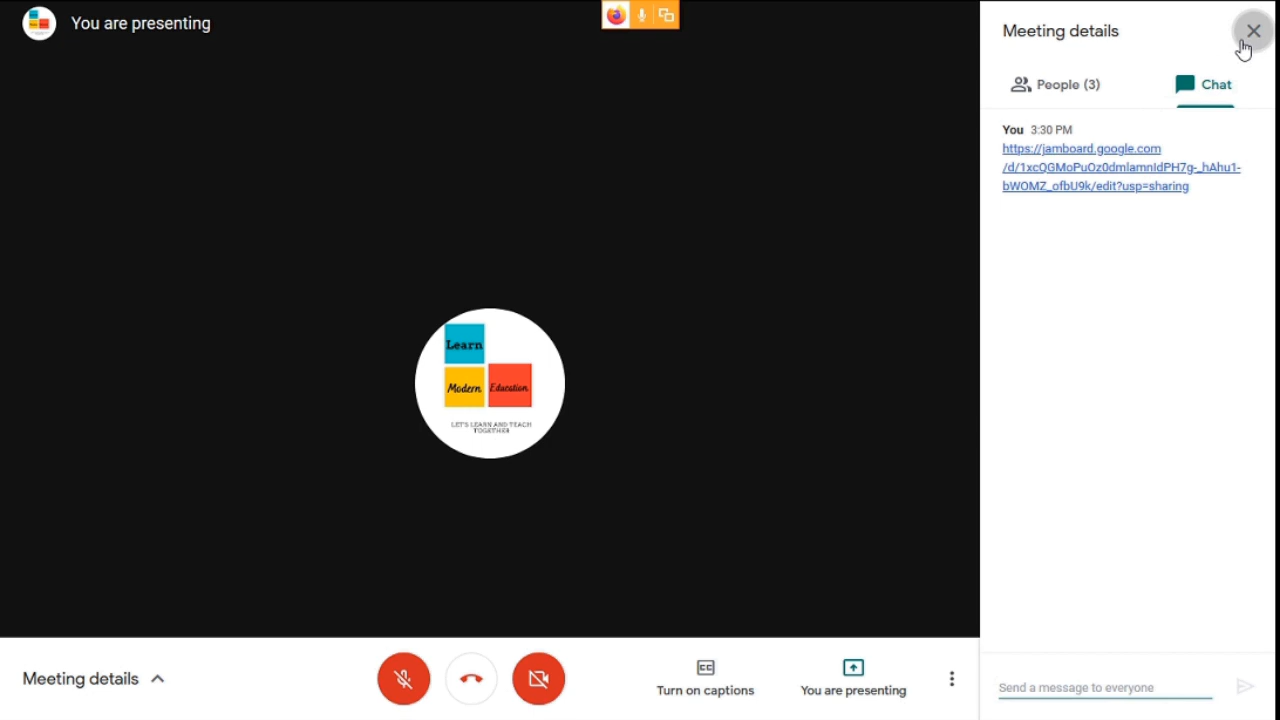 You are presenting
Meeting details
People (3)
Chat
You 3:30 PM
https://jamboard.google.com
/d/1xcQGMoPuOz0dmlamnIdPH7g-_hAhu1-
bWOMZ_ofbU9k/edit?usp=sharing
Learn
Modern Education
LET'S LEARN AND TEACH
TOGETHER
Meeting details
CC
Turn on captions
You are presenting
Send a message to everyone